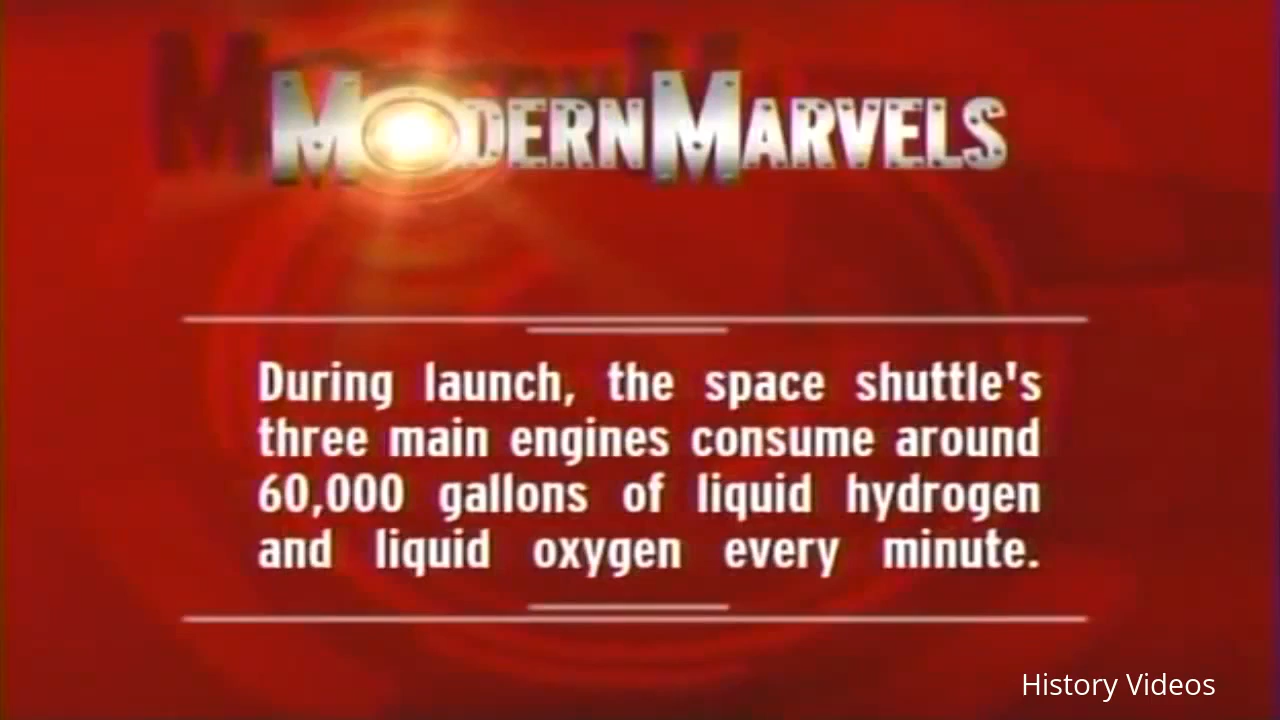 MODERN MARVELS
During launch, the space shuttle's
three main engines consume around
60,000 gallons of liquid hydrogen
and liquid oxygen every minute.
History Videos